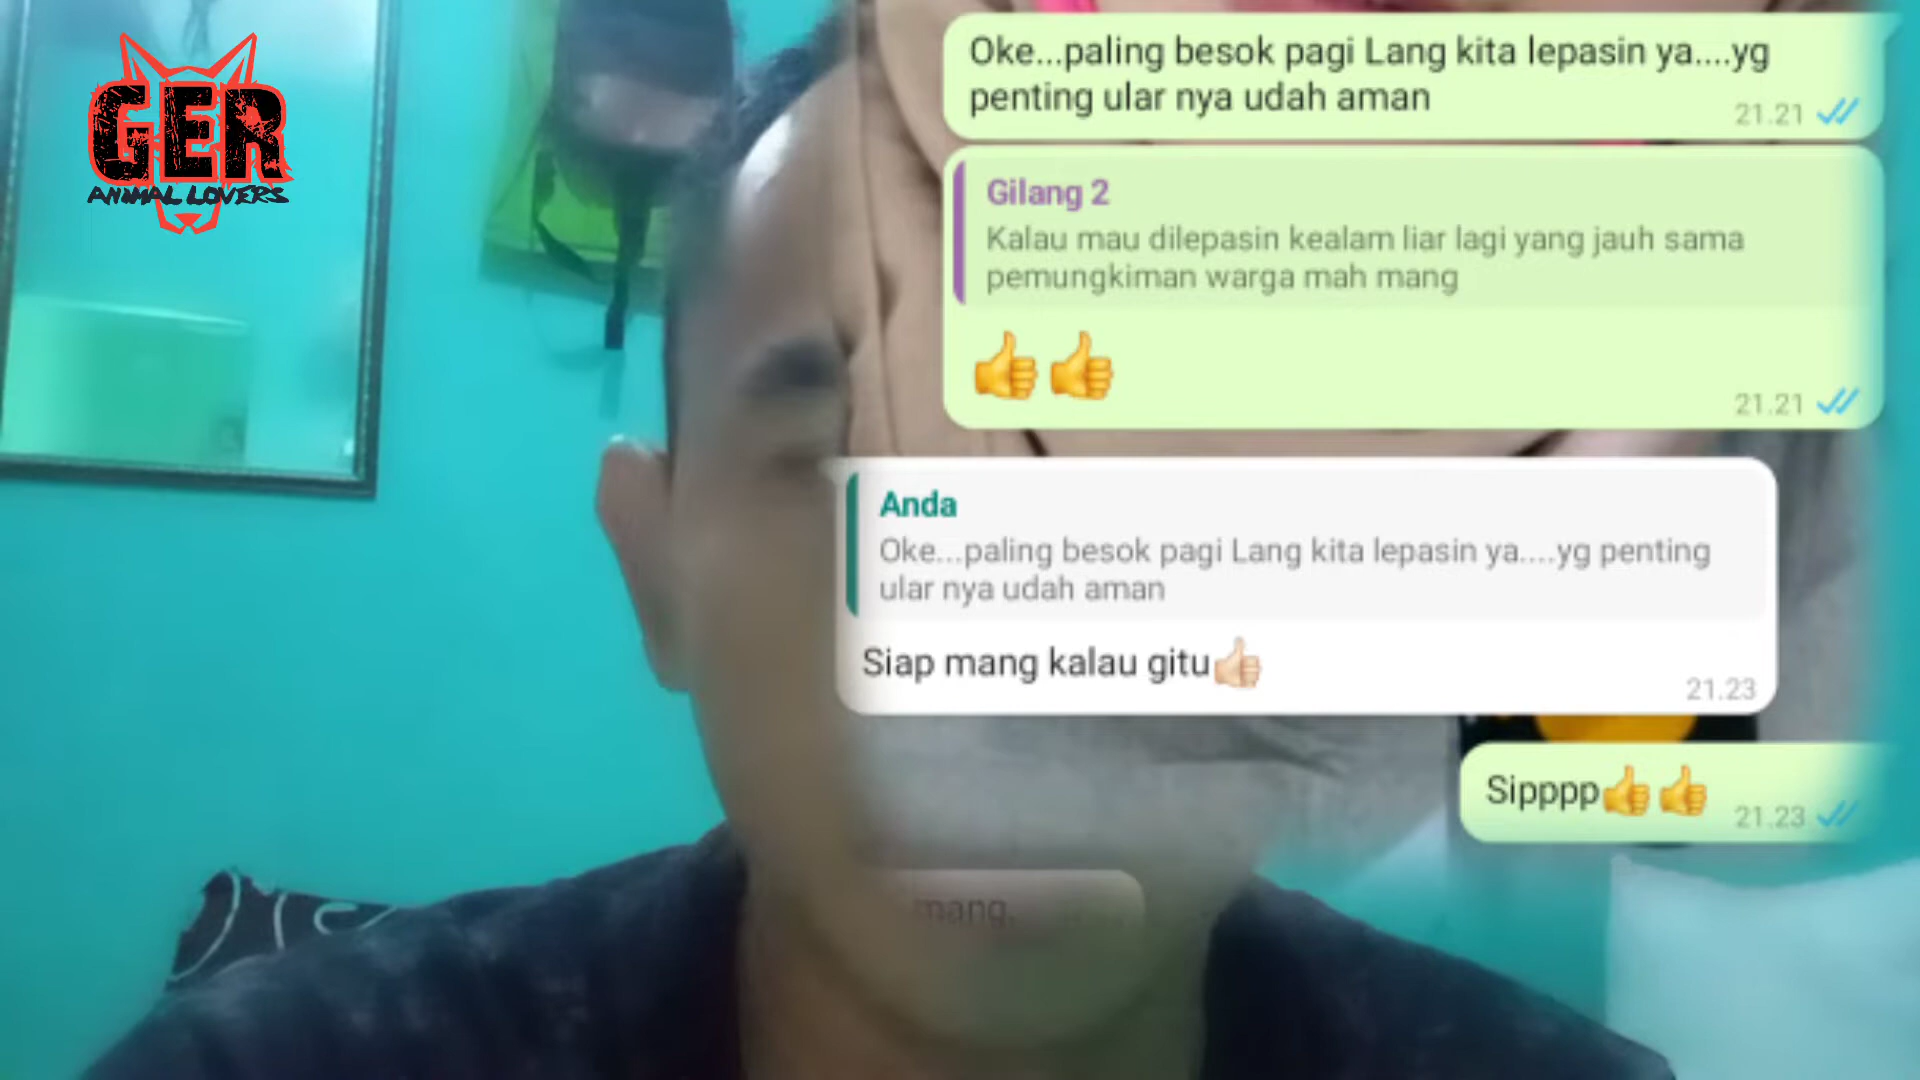 GER
ANIMAL LOVERS
Oke...paling besok pagi Lang kita lepasin ya....yg
penting ular nya udah aman
21.21
Gilang 2
Kalau mau dilepasin kealam liar lagi yang jauh sama
pemungkiman warga mah mang
👍👍
21.21
Anda
Oke...paling besok pagi Lang kita lepasin ya....yg penting
ular nya udah aman
Siap mang kalau gitu👍🏻
21.23
Sipppp👍👍
21.23
mang.